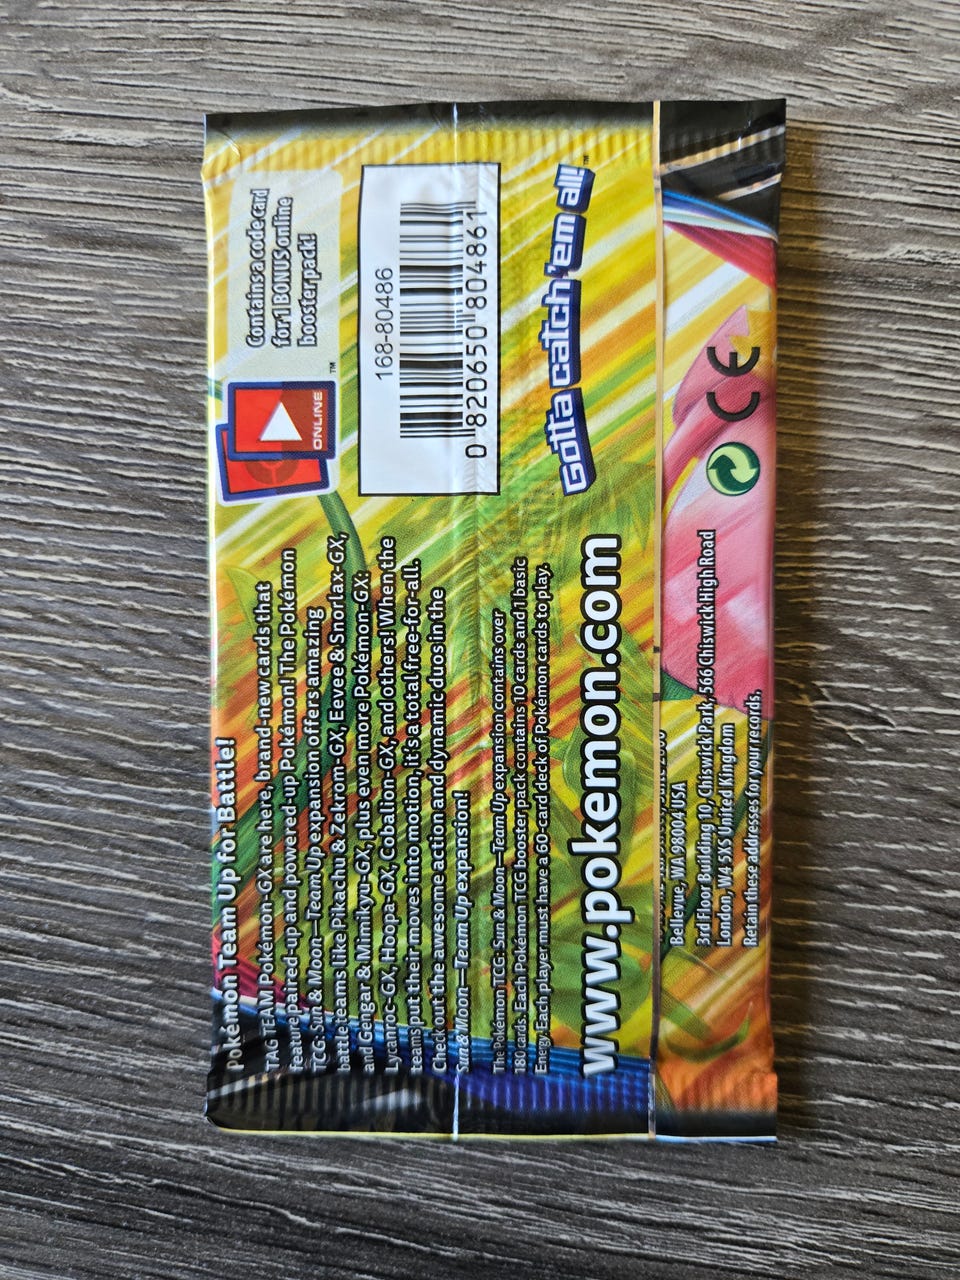 Pokémon Team Up for Battle!
TAG TEAM Pokémon-GX are here, brand-new cards that
feature paired-up and powered-up Pokémon! The Pokémon
TCG: Sun & Moon—Team Up expansion offers amazing
battle teams like Pikachu & Zekrom-GX, Eevee & Snorlax-GX,
and Gengar & Mimikyu-GX, plus even more Pokémon-GX:
Lycanroc-GX, Hoopa-GX, Cobalion-GX, and others! When the
teams put their moves into motion, it's a total free-for-all.
Check out the awesome action and dynamic duos in the
Sun & Moon—Team Up expansion!
The Pokémon TCG: Sun & Moon—Team Up expansion contains over
180 cards. Each Pokémon TCG booster pack contains 10 cards and 1 basic
Energy. Each player must have a 60-card deck of Pokémon cards to play.
www.pokemon.com
ONLINE
TM
Contains a code card
for 1 BONUS online
booster pack!
168-80486
0 820650 804861
Gotta catch 'em all!
TM
Bellevue, WA 98004 USA
3rd Floor Building 10, Chiswick Park, 566 Chiswick High Road
London, W4 5XS United Kingdom
Retain these addresses for your records.
CE